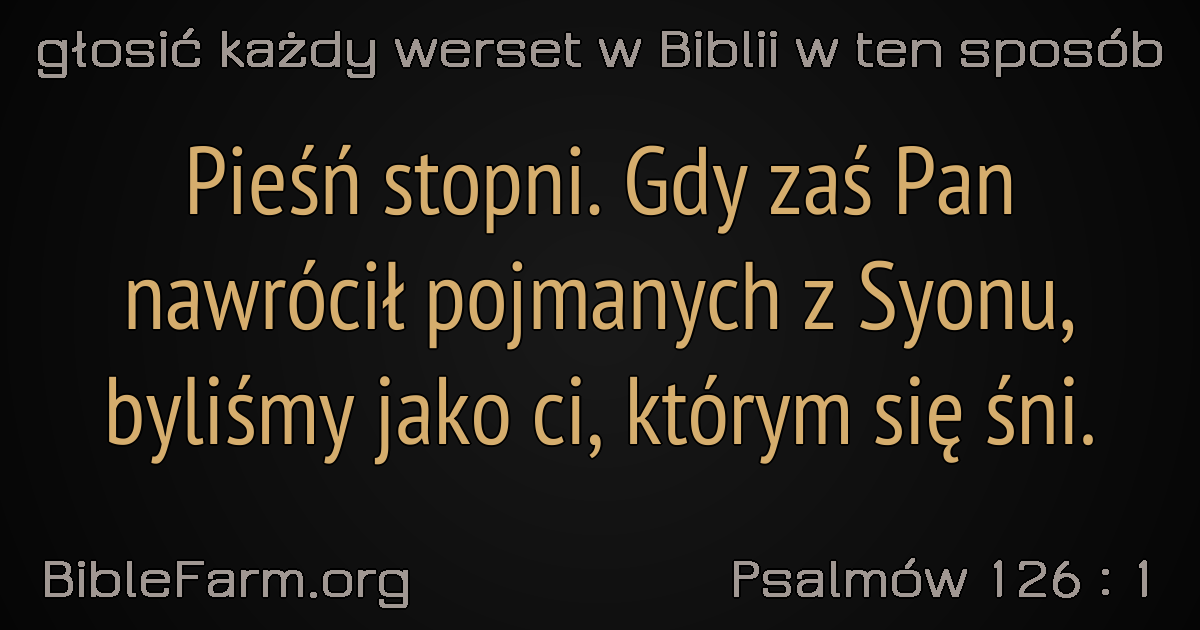 głosić każdy werset w Biblii w ten sposób
Pieśń stopni. Gdy zaś Pan
nawrócił pojmanych z Syonu,
byliśmy jako ci, którym się śni.
BibleFarm.org
Psalmów 126 : 1